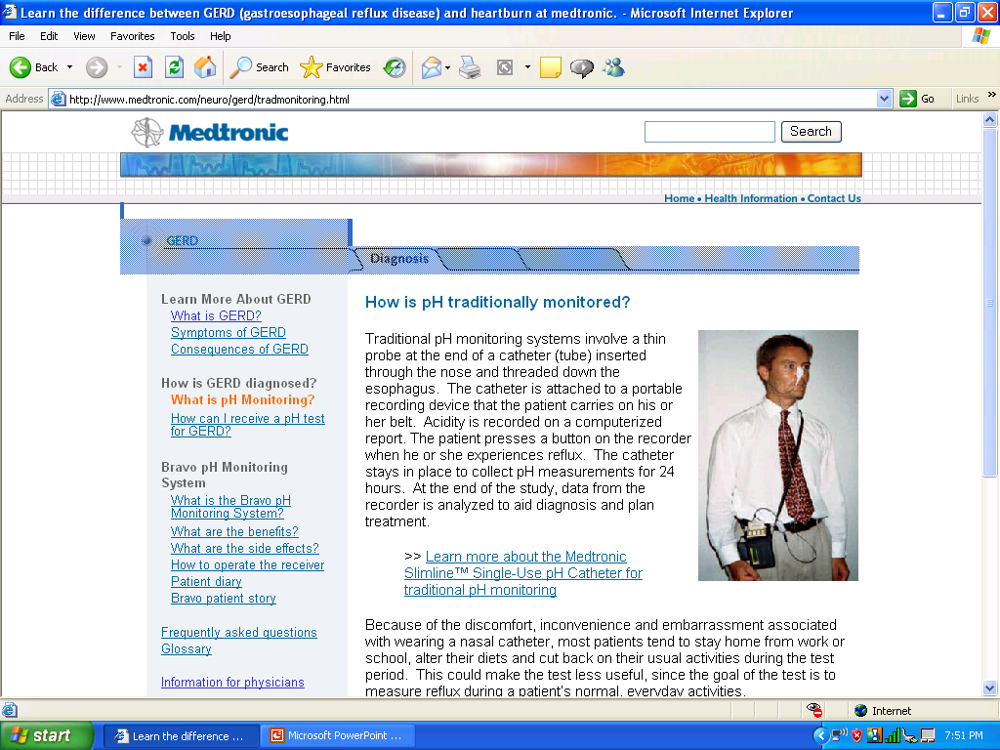 Learn the difference between GERD (gastroesophageal reflux disease) and heartburn at medtronic. - Microsoft Internet Explorer
File Edit View Favorites Tools Help
Back Search Favorites
Address http://www.medtronic.com/neuro/gerd/tradmonitoring.html Go Links »
Medtronic Search
Home • Health Information • Contact Us
GERD
Diagnosis
Learn More About GERD
What is GERD?
Symptoms of GERD
Consequences of GERD
How is GERD diagnosed?
What is pH Monitoring?
How can I receive a pH test
for GERD?
Bravo pH Monitoring
System
What is the Bravo pH
Monitoring System?
What are the benefits?
What are the side effects?
How to operate the receiver
Patient diary
Bravo patient story
Frequently asked questions
Glossary
Information for physicians
How is pH traditionally monitored?
Traditional pH monitoring systems involve a thin
probe at the end of a catheter (tube) inserted
through the nose and threaded down the
esophagus.  The catheter is attached to a portable
recording device that the patient carries on his or
her belt.  Acidity is recorded on a computerized
report. The patient presses a button on the recorder
when he or she experiences reflux.  The catheter
stays in place to collect pH measurements for 24
hours.  At the end of the study, data from the
recorder is analyzed to aid diagnosis and plan
treatment.
>> Learn more about the Medtronic
Slimline™ Single-Use pH Catheter for
traditional pH monitoring
Because of the discomfort, inconvenience and embarrassment associated
with wearing a nasal catheter, most patients tend to stay home from work or
school, alter their diets and cut back on their usual activities during the test
period.  This could make the test less useful, since the goal of the test is to
measure reflux during a patient's normal, everyday activities.
Internet
start Learn the difference ... Microsoft PowerPoint ... 7:51 PM